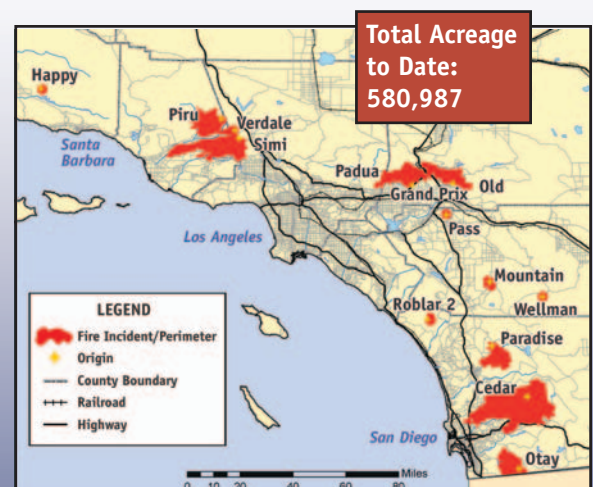 Total Acreage
to Date:
580,987
Happy
Piru
Verdale
Simi
Santa
Barbara
Padua
Old
Grand Prix
Pass
Los Angeles
Mountain
Wellman
Roblar 2
Paradise
Cedar
San Diego
Otay
LEGEND
Fire Incident/Perimeter
Origin
County Boundary
Railroad
Highway
Miles
0 10 20 40 60 80